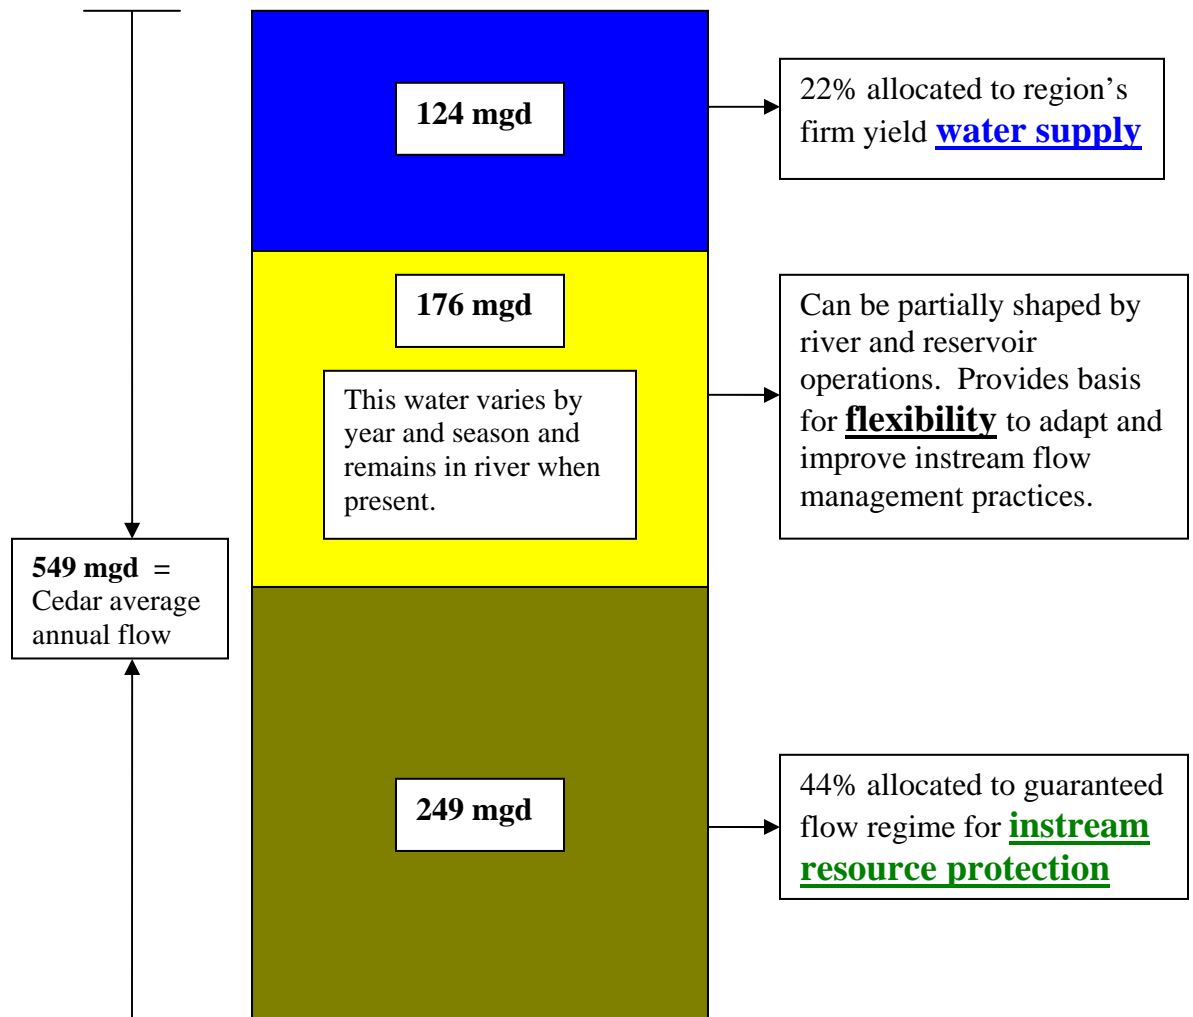 124 mgd
22% allocated to region's
firm yield water supply
176 mgd
This water varies by
year and season and
remains in river when
present.
Can be partially shaped by
river and reservoir
operations.  Provides basis
for flexibility to adapt and
improve instream flow
management practices.
549 mgd  =
Cedar average
annual flow
249 mgd
44% allocated to guaranteed
flow regime for instream
resource protection